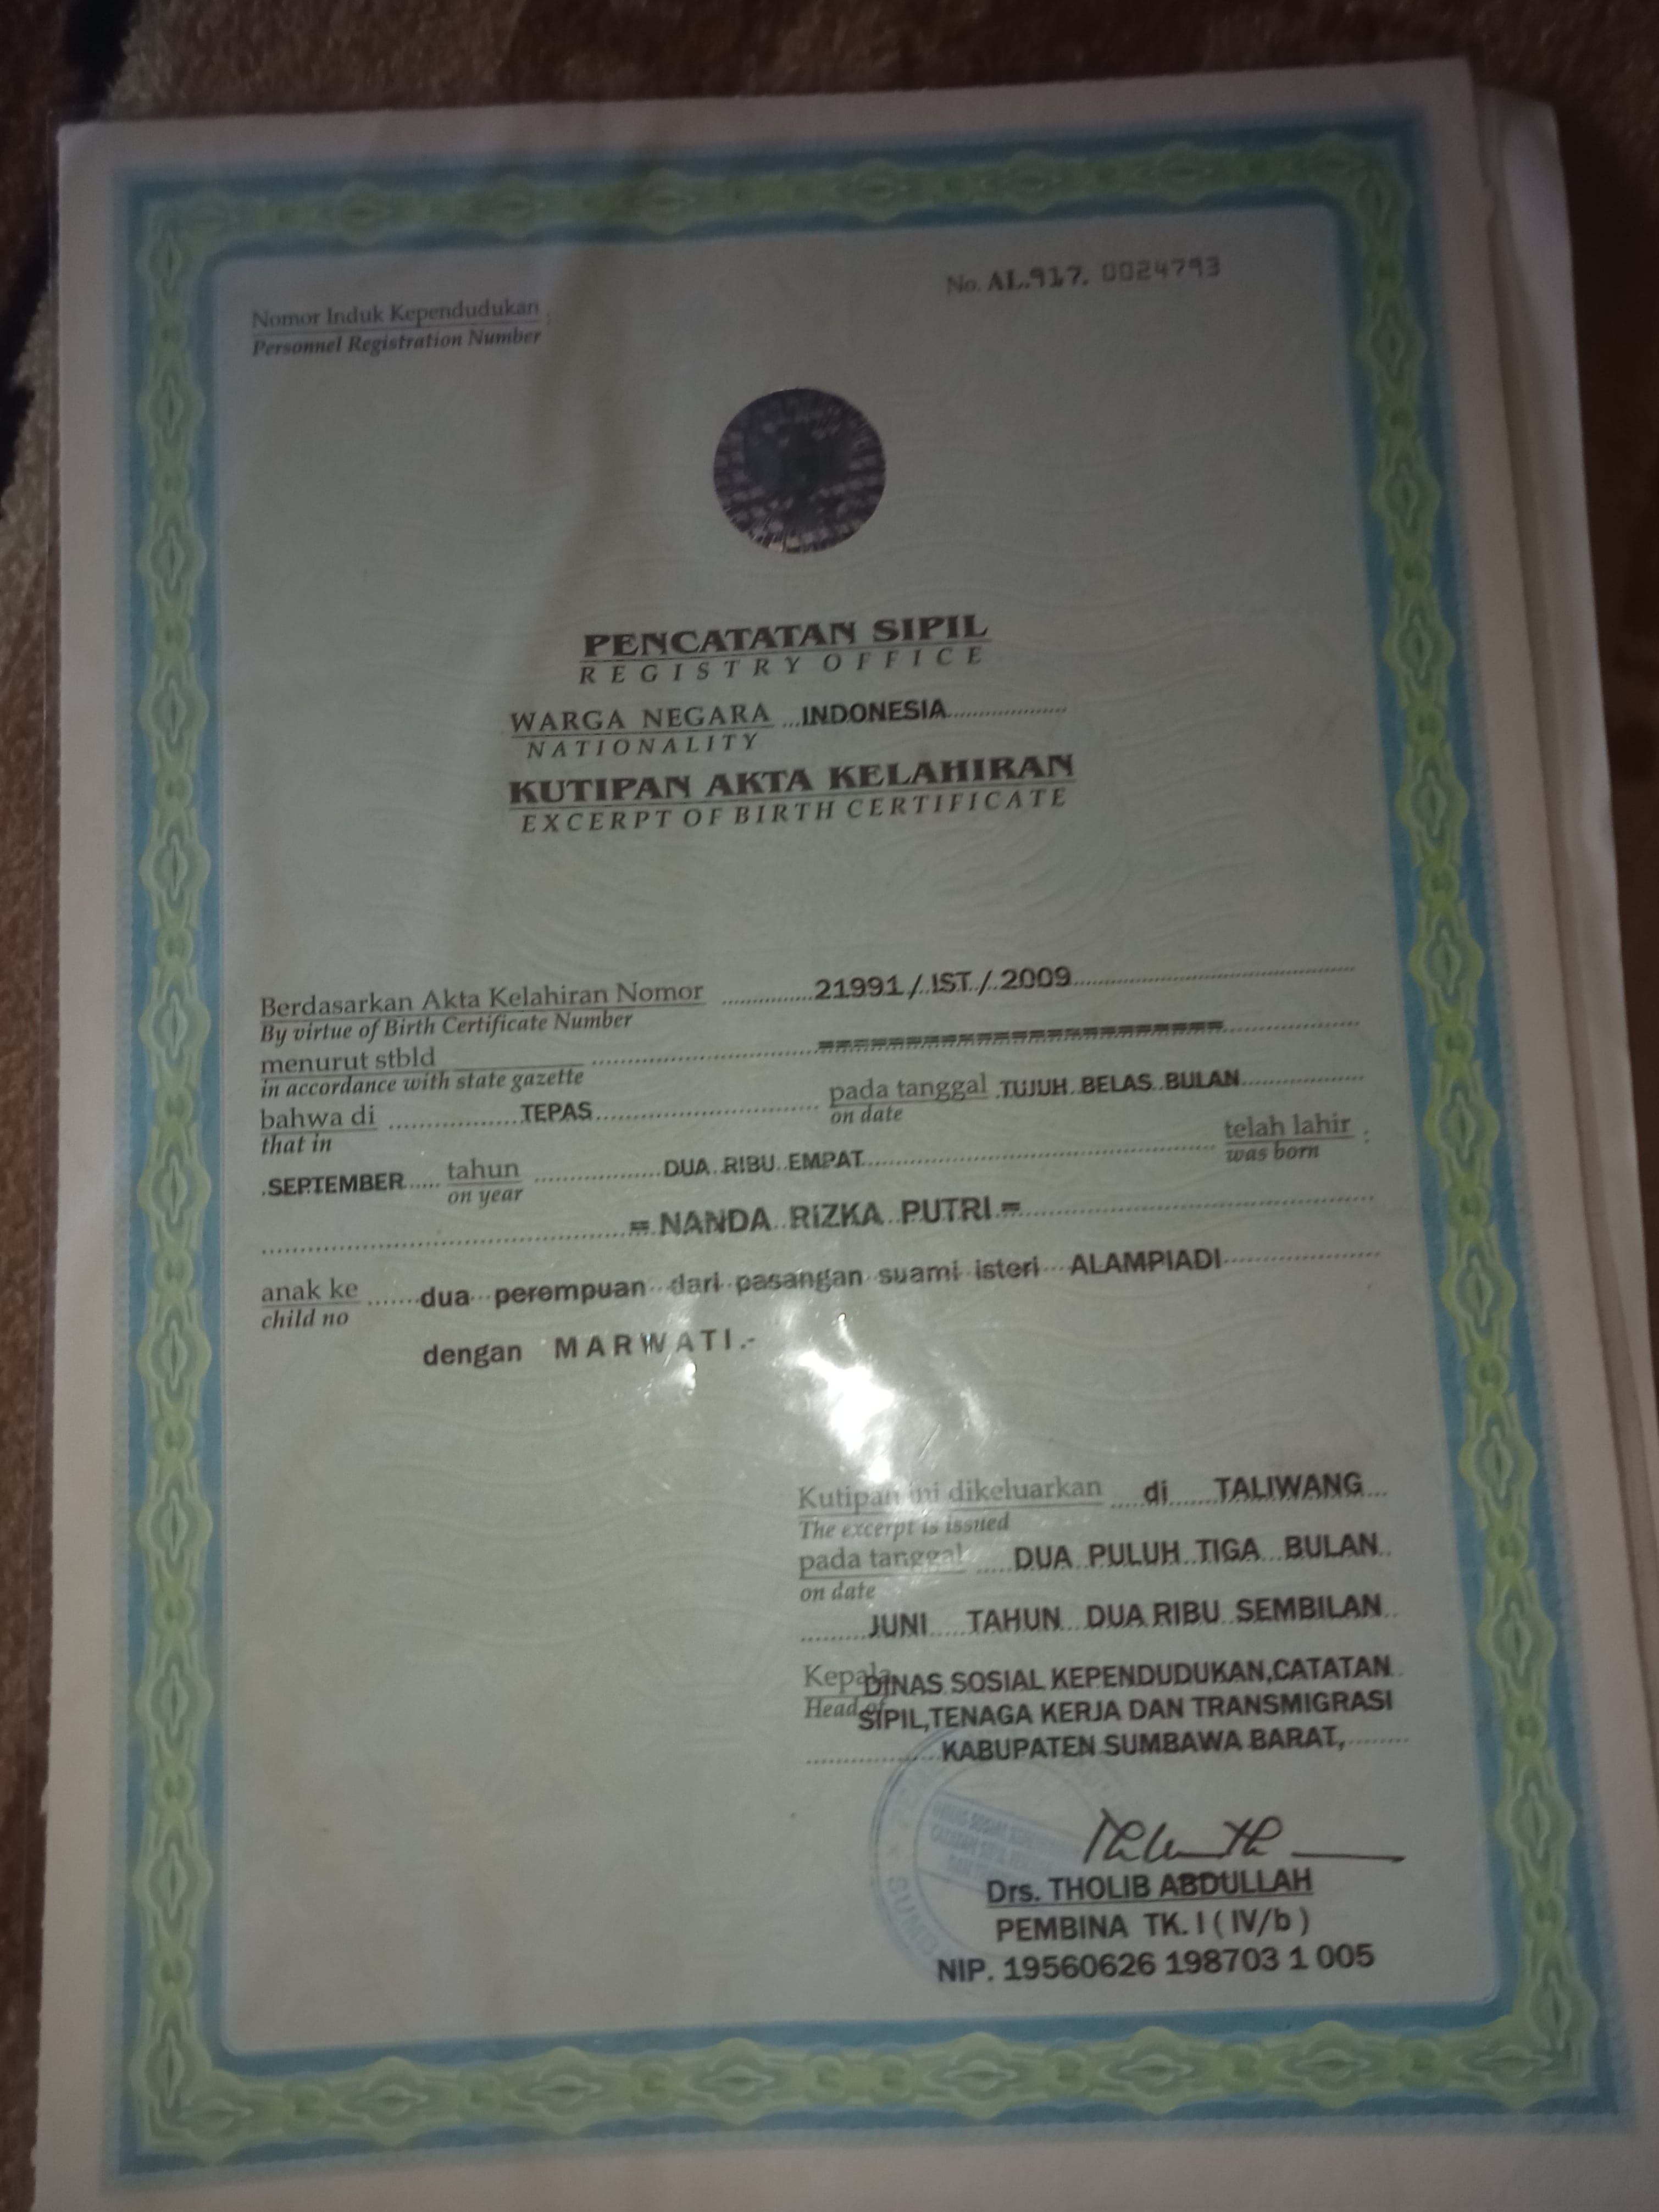 No. AL.917. 0024793
Nomor Induk Kependudukan :
Personnel Registration Number
PENCATATAN SIPIL
REGISTRY OFFICE
WARGA NEGARA INDONESIA
NATIONALITY
KUTIPAN AKTA KELAHIRAN
EXCERPT OF BIRTH CERTIFICATE
Berdasarkan Akta Kelahiran Nomor 21991 / IST / 2009
By virtue of Birth Certificate Number
menurut stbld ======================
in accordance with state gazette
bahwa di TEPAS pada tanggal TUJUH BELAS BULAN
that in on date
SEPTEMBER tahun DUA RIBU EMPAT telah lahir :
on year was born
= NANDA RIZKA PUTRI =
anak ke dua perempuan dari pasangan suami isteri ALAMPIADI
child no
dengan MARWATI.-
Kutipan ini dikeluarkan di TALIWANG
The excerpt is issued
pada tanggal DUA PULUH TIGA BULAN
on date
JUNI TAHUN DUA RIBU SEMBILAN
Kepala DINAS SOSIAL KEPENDUDUKAN,CATATAN
Head of SIPIL,TENAGA KERJA DAN TRANSMIGRASI
KABUPATEN SUMBAWA BARAT,
Drs. THOLIB ABDULLAH
PEMBINA TK. I ( IV/b )
NIP. 19560626 198703 1 005